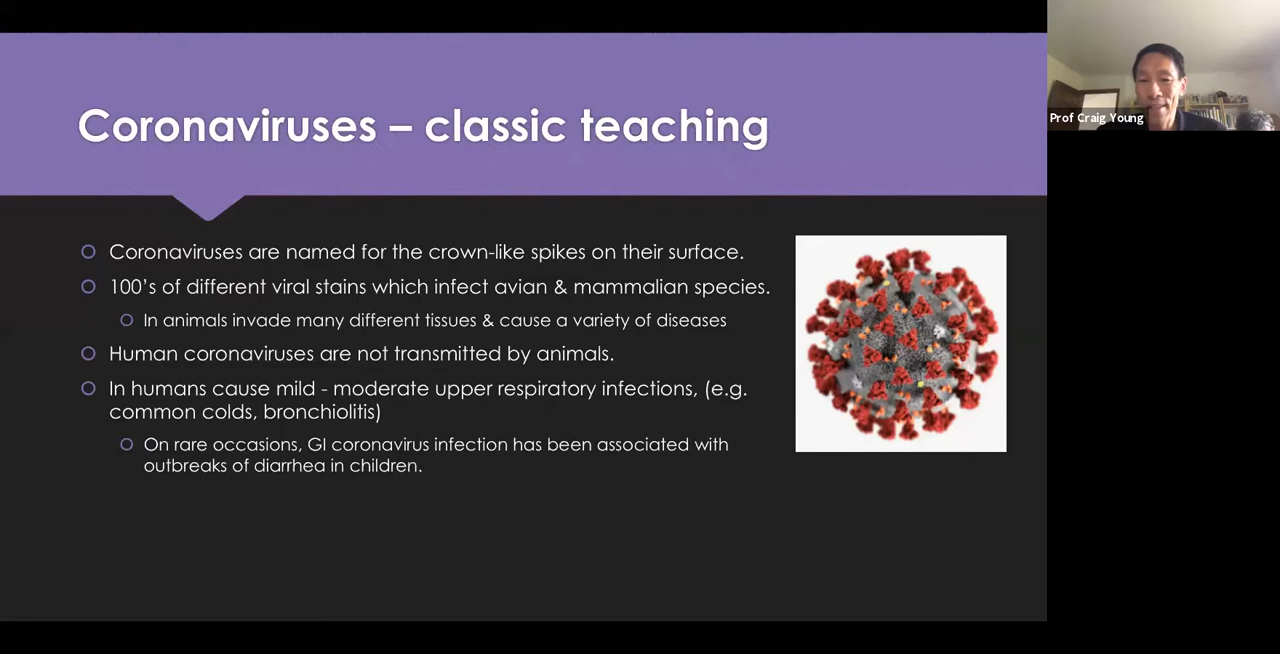 Coronaviruses – classic teaching
Prof Craig Young
Coronaviruses are named for the crown-like spikes on their surface.
100's of different viral stains which infect avian & mammalian species.
In animals invade many different tissues & cause a variety of diseases
Human coronaviruses are not transmitted by animals.
In humans cause mild - moderate upper respiratory infections, (e.g.
common colds, bronchiolitis)
On rare occasions, GI coronavirus infection has been associated with
outbreaks of diarrhea in children.